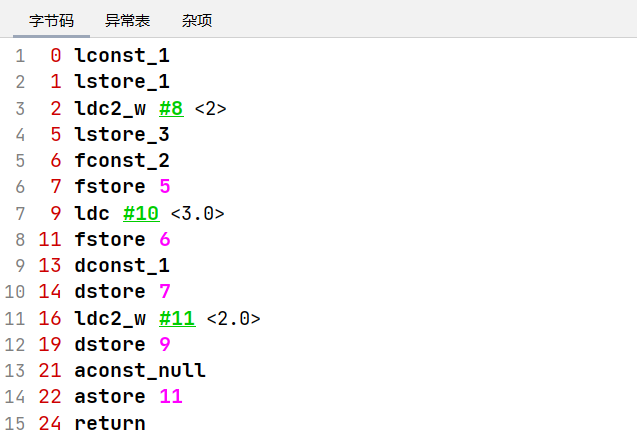 字节码 异常表 杂项
1 0 lconst_1
2 1 lstore_1
3 2 ldc2_w #8 <2>
4 5 lstore_3
5 6 fconst_2
6 7 fstore 5
7 9 ldc #10 <3.0>
8 11 fstore 6
9 13 dconst_1
10 14 dstore 7
11 16 ldc2_w #11 <2.0>
12 19 dstore 9
13 21 aconst_null
14 22 astore 11
15 24 return